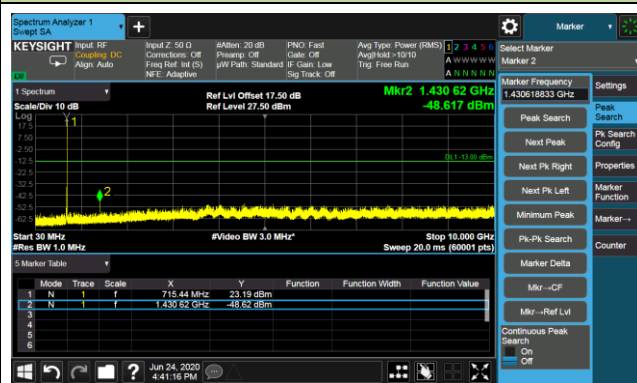 Spectrum Analyzer 1
Swept SA
+
Marker
KEYSIGHT
Input: RF
Coupling: DC
Align: Auto
Input Z: 50 Ω
Corrections: Off
Freq Ref: Int (S)
NFE: Adaptive
#Atten: 20 dB
Preamp: Off
µW Path: Standard
PNO: Fast
Gate: Off
IF Gain: Low
Sig Track: Off
Avg Type: Power (RMS)
Avg|Hold:>10/10
Trig: Free Run
1 2 3 4 5 6
A W W W W W
A N N N N N
Select Marker
Marker 2
1 Spectrum
Scale/Div 10 dB
Ref Lvl Offset 17.50 dB
Ref Level 27.50 dBm
Mkr2 1.430 62 GHz
-48.617 dBm
Log
17.5
7.50
-2.50
-12.5
-22.5
-32.5
-42.5
-52.5
-62.5
1
2
DL1 -13.00 dBm
Start 30 MHz
#Res BW 1.0 MHz
#Video BW 3.0 MHz*
Stop 10.000 GHz
Sweep 20.0 ms (60001 pts)
5 Marker Table
Mode Trace Scale X Y Function Function Width Function Value
1 N 1 f 715.44 MHz 23.19 dBm
2 N 1 f 1.430 62 GHz -48.62 dBm
3
4
5
6
Marker Frequency
1.430618833 GHz
Peak Search
Next Peak
Next Pk Right
Next Pk Left
Minimum Peak
Pk-Pk Search
Marker Delta
Mkr→CF
Mkr→Ref Lvl
Continuous Peak
Search
On
Off
Settings
Peak
Search
Pk Search
Config
Properties
Marker
Function
Marker→
Counter
?
Jun 24, 2020
4:41:16 PM